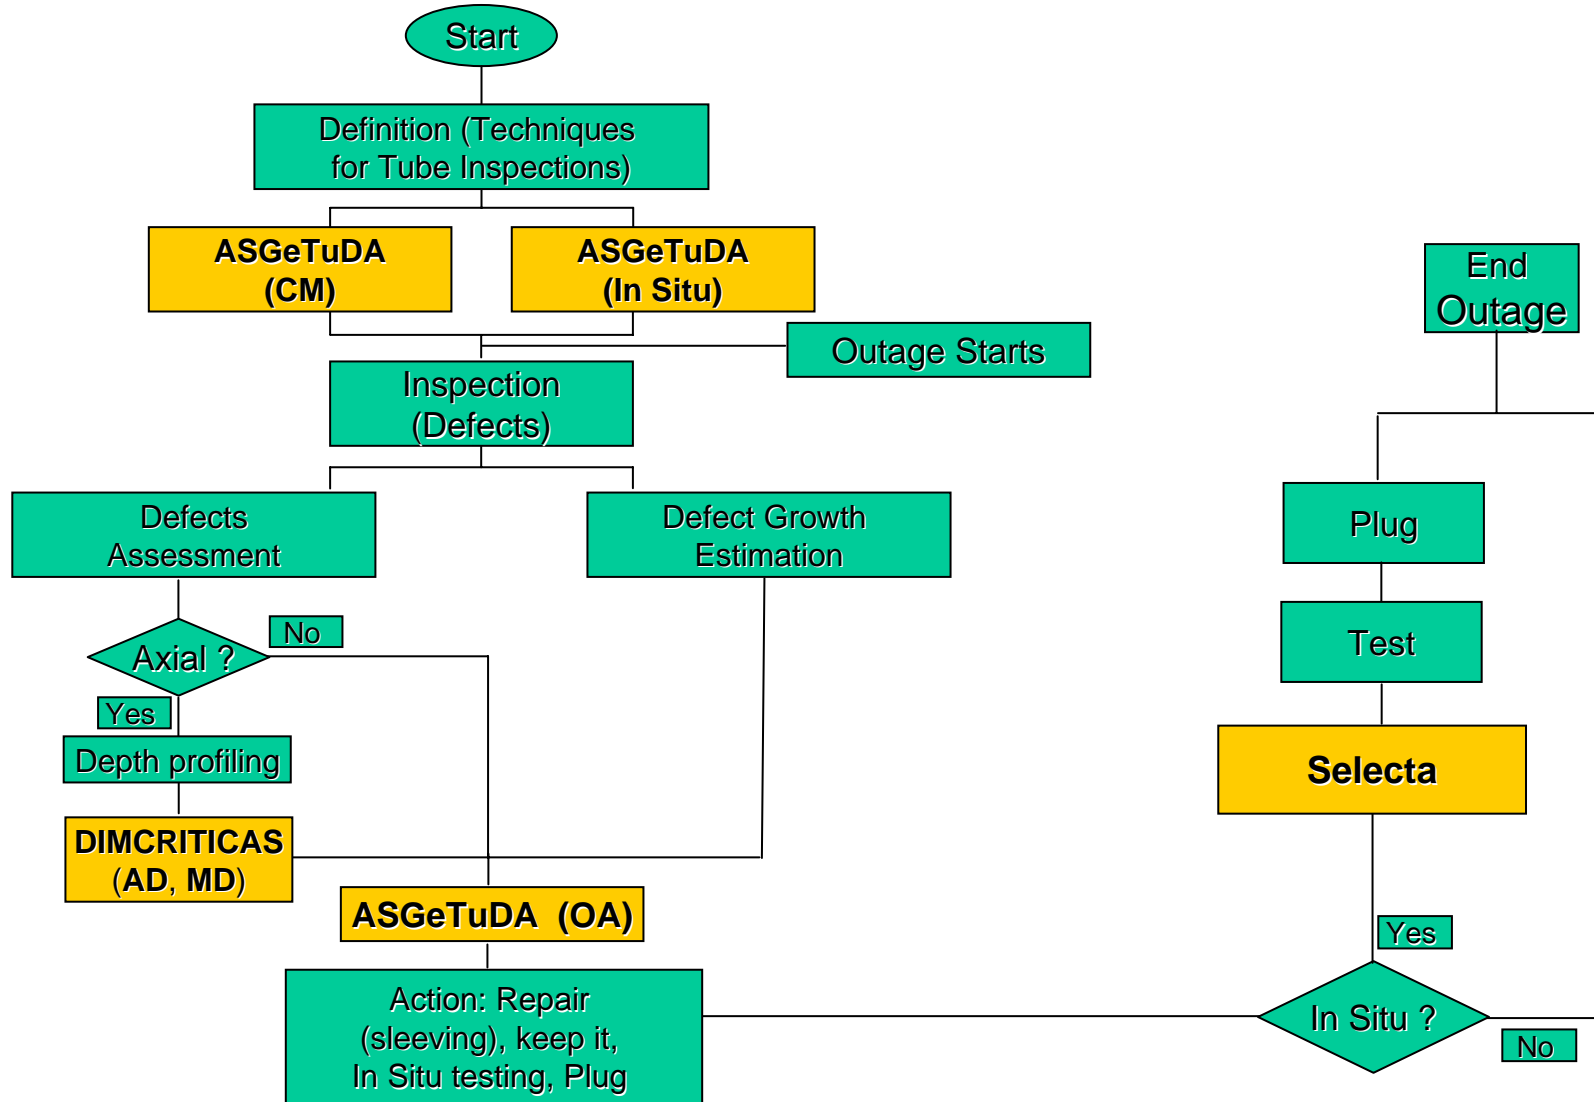 Start
Definition (Techniques
for Tube Inspections)
ASGeTuDA
(CM)
ASGeTuDA
(In Situ)
Outage Starts
Inspection
(Defects)
Defects
Assessment
Defect Growth
Estimation
Axial ?
No
Yes
Depth profiling
DIMCRITICAS
(AD, MD)
ASGeTuDA (OA)
Action: Repair
(sleeving), keep it,
In Situ testing, Plug
End
Outage
Plug
Test
Selecta
Yes
In Situ ?
No